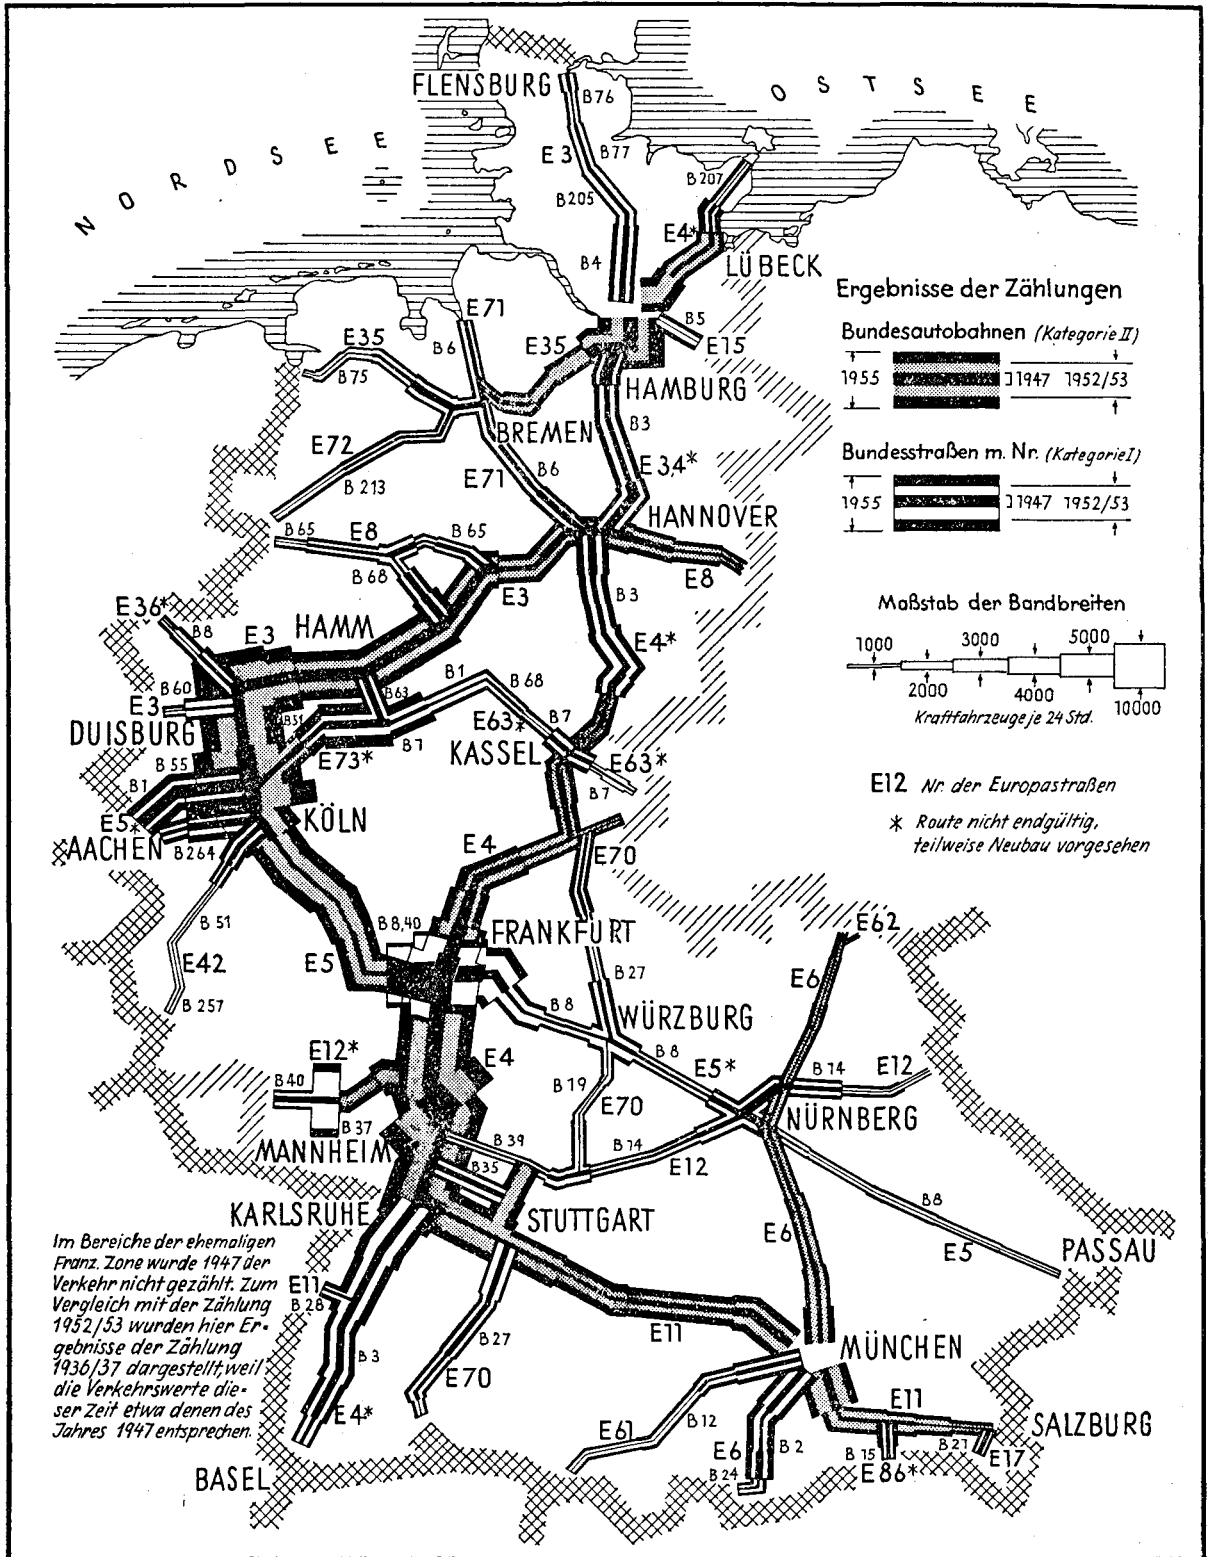 FLENSBURG
B76
OSTSEE
NORDSEE
E3
B77
B205
B207
E4*
LÜBECK
B4
E71
E35
B6
E35
B75
B5
E15
HAMBURG
Ergebnisse der Zählungen
Bundesautobahnen (Kategorie II)
1955
1947 1952/53
Bundesstraßen m. Nr. (Kategorie I)
1955
1947 1952/53
B3
BREMEN
E72
E71
B6
E34*
B213
HANNOVER
B65
E8
B65
B68
E3
E8
B3
E4*
Maßstab der Bandbreiten
1000
3000
5000
2000
4000
10000
Kraftfahrzeuge je 24 Std.
E36*
B8
E3
HAMM
B60
E3
B63
B1
B68
B51
DUISBURG
E73*
B7
E63*
B7
KASSEL
E63*
B7
B55
B1
E5*
AACHEN
B264
KÖLN
E12 Nr. der Europastraßen
* Route nicht endgültig,
teilweise Neubau vorgesehen
E4
E70
B51
B8,40
FRANKFURT
E62
E42
E5
E6
B257
B27
B8
WÜRZBURG
E12*
E4
B8
E5*
B14
E12
B40
B19
E70
B37
NÜRNBERG
MANNHEIM
B39
B14
E12
B35
KARLSRUHE
STUTTGART
B8
E6
E5
PASSAU
Im Bereiche der ehemaligen
Franz. Zone wurde 1947 der
Verkehr nicht gezählt. Zum
Vergleich mit der Zählung
1952/53 wurden hier Er-
gebnisse der Zählung
1936/37 dargestellt, weil
die Verkehrswerte die-
ser Zeit etwa denen des
Jahres 1947 entsprechen.
E11
B28
E11
B27
B3
MÜNCHEN
E70
E4*
E11
B12
E61
SALZBURG
E6
B2
B15
B21
E17
E86*
B24
BASEL